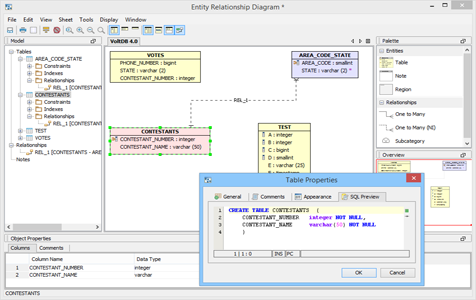 Entity Relationship Diagram *
File Edit View Sheet Tools Display Window
Model
Tables
AREA_CODE_STATE
Constraints
Indexes
Relationships
REL_1 [CONTESTANT
CONTESTANTS
Constraints
Indexes
Relationships
REL_1 [CONTESTANT
TEST
VOTES
Relationships
REL_1 [CONTESTANTS - ARE
Notes
VoltDB 4.0
VOTES
PHONE_NUMBER : bigint
STATE : varchar (2)
CONTESTANT_NUMBER : integer
AREA_CODE_STATE
AREA_CODE : smallint
STATE : varchar (2)
REL_1
CONTESTANTS
CONTESTANT_NUMBER : integer
CONTESTANT_NAME : varchar (50)
TEST
A : integer
B : integer
C : bigint
D : smallint
E : varchar (25)
Palette
Entities
Table
Note
Region
Relationships
One to Many
One to Many (NI)
Subcategory
Overview
Table Properties
General Comments Appearance SQL Preview
1 CREATE TABLE CONTESTANTS (
2 CONTESTANT_NUMBER integer NOT NULL,
3 CONTESTANT_NAME varchar(50) NOT NULL
4 )
1 | 1 : 0 INS PC
OK Cancel
Object Properties
Columns Comments
Column Name Data Type
1 CONTESTANT_NUMBER integer
2 CONTESTANT_NAME varchar
CONTESTANTS